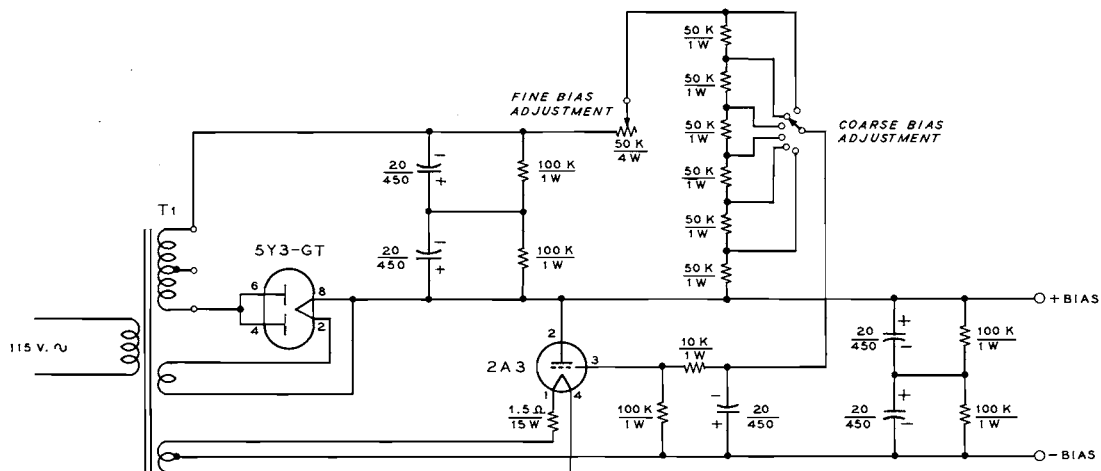 50 K
1 W
50 K
1 W
FINE BIAS
ADJUSTMENT
50 K
1 W
COARSE BIAS
ADJUSTMENT
50 K
4 W
20
450
-
+
100 K
1 W
50 K
1 W
T1
50 K
1 W
5Y3-GT
20
450
-
+
100 K
1 W
50 K
1 W
6
8
4
2
+ BIAS
115 V. ~
2
2A3
3
1
4
10 K
1 W
20
450
+
-
100 K
1 W
1.5 Ω
15 W
100 K
1 W
-
+
20
450
20
450
+
-
100 K
1 W
- BIAS